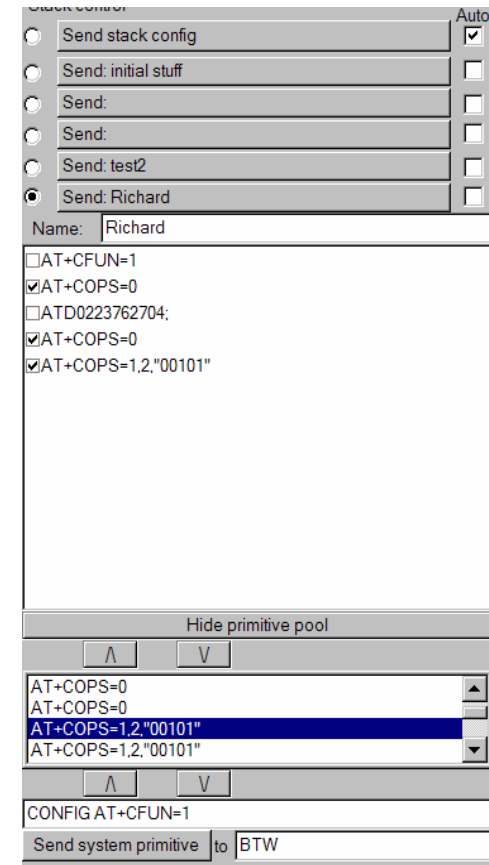 Stack control
Auto
Send stack config
Send: initial stuff
Send:
Send:
Send: test2
Send: Richard
Name: Richard
AT+CFUN=1
AT+COPS=0
ATD0223762704;
AT+COPS=0
AT+COPS=1,2,"00101"
Hide primitive pool
/\ \/
AT+COPS=0
AT+COPS=0
AT+COPS=1,2,"00101"
AT+COPS=1,2,"00101"
/\ \/
CONFIG AT+CFUN=1
Send system primitive to BTW